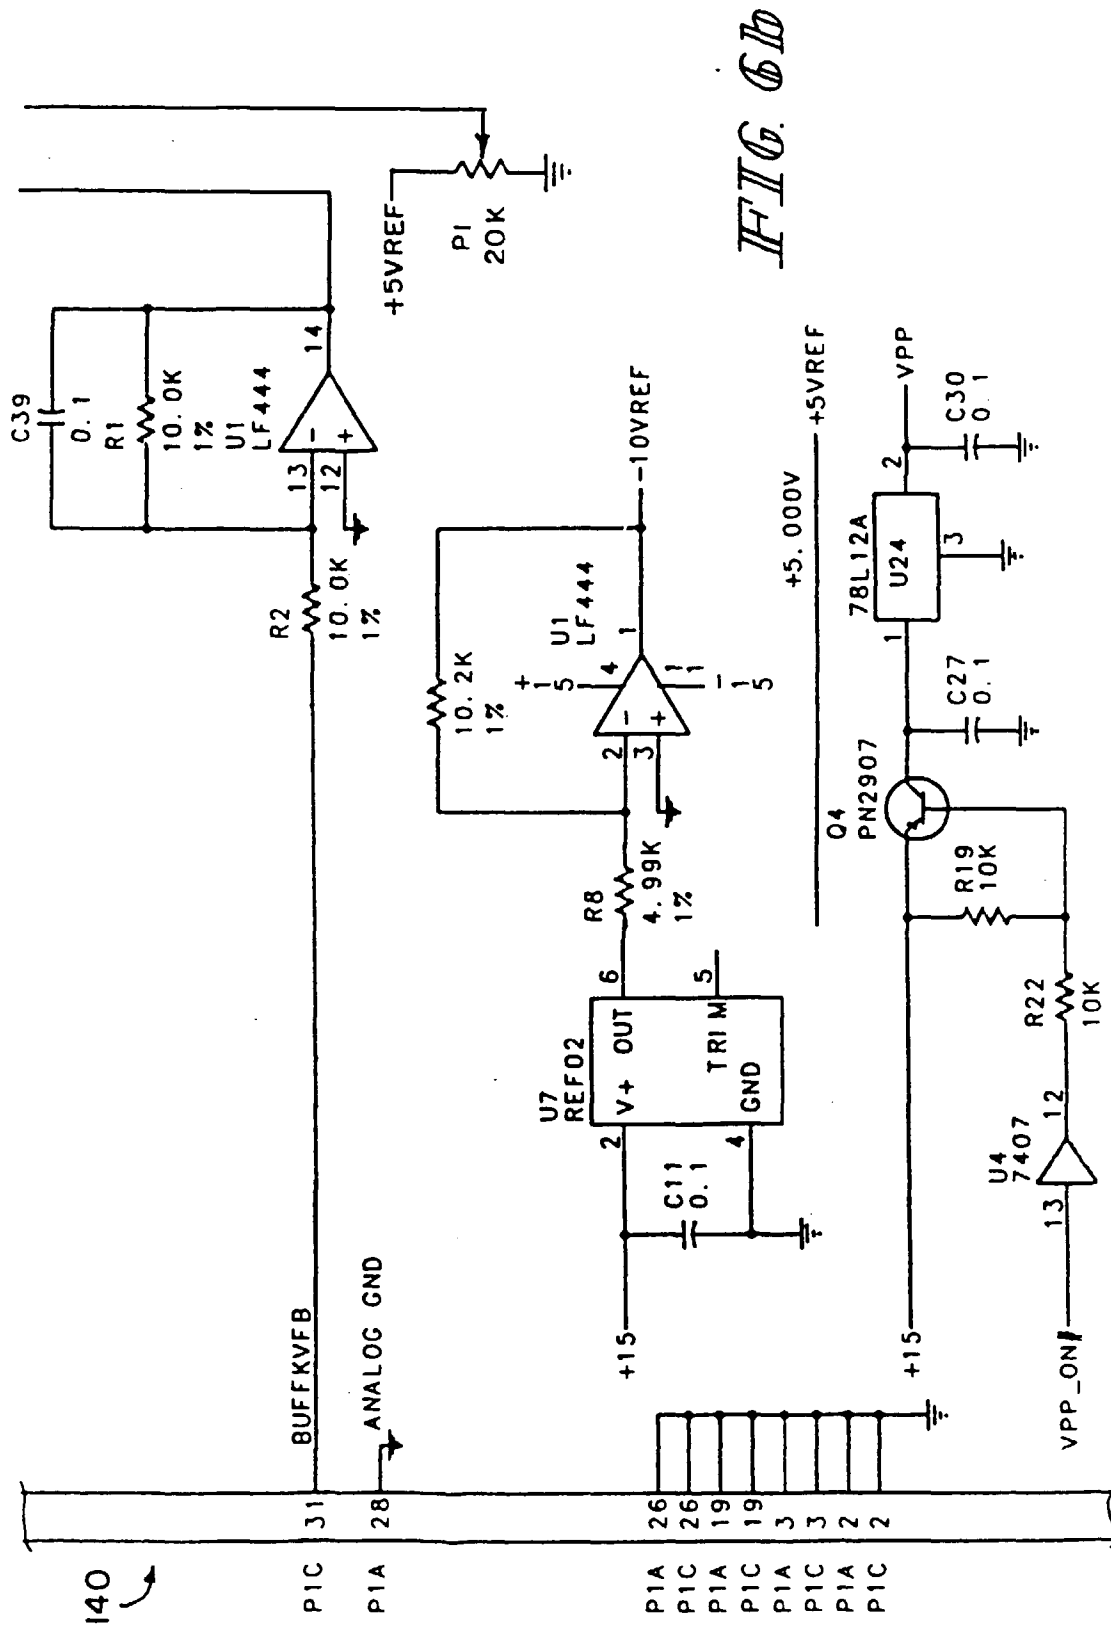 140
P1C 31 BUFFKVFB
P1A 28 ANALOG GND
R2
10.0K
1%
C39
0.1
R1
10.0K
1%
U1
LF444
13
12
-
+
14
+5VREF
P1
20K
+15
C11
0.1
U7
REF02
2
V+
OUT
6
TRIM
5
GND
4
R8
4.99K
1%
10.2K
1%
U1
LF444
2
3
-
+
+15
4
11
-15
1
-10VREF
+5.000V
+5VREF
P1A 26
P1C 26
P1A 19
P1C 19
P1A 3
P1C 3
P1A 2
P1C 2
+15
VPP_ON#
13
U4
7407
12
R22
10K
R19
10K
Q4
PN2907
C27
0.1
1
78L12A
U24
3
2
VPP
C30
0.1
FIG. 6b